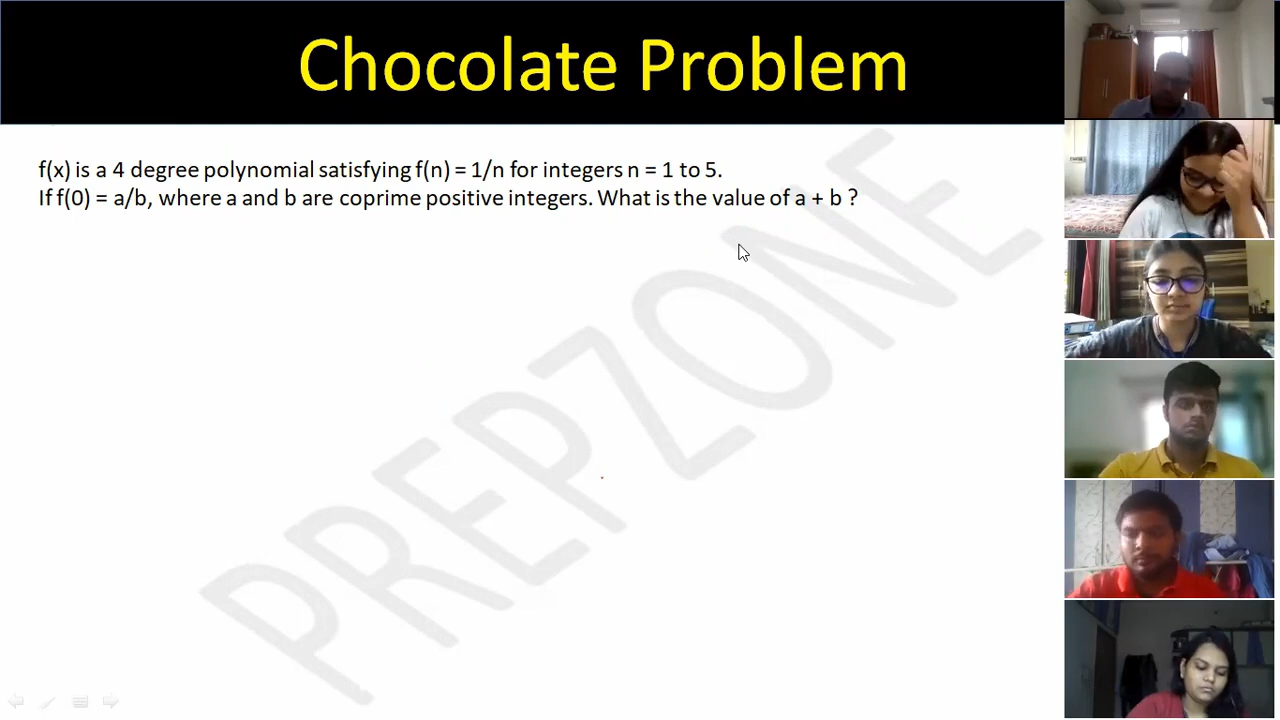 Chocolate Problem
f(x) is a 4 degree polynomial satisfying f(n) = 1/n for integers n = 1 to 5.
If f(0) = a/b, where a and b are coprime positive integers. What is the value of a + b ?
PREPZONE